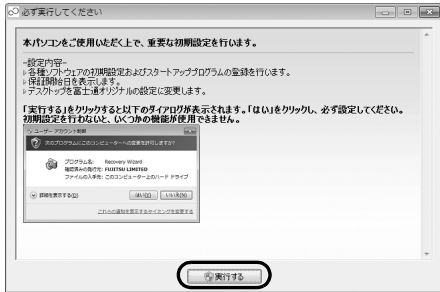 必ず実行してください
本パソコンをご使用いただく上で、重要な初期設定を行います。
-設定内容-
▷各種ソフトウェアの初期設定およびスタートアッププログラムの登録を行います。
▷保証開始日を表示します。
▷デスクトップを富士通オリジナルの設定に変更します。
「実行する」をクリックすると以下のダイアログが表示されます。「はい」をクリックし、必ず設定してください。
初期設定を行わないと、いくつかの機能が使用できません。
ユーザー アカウント制御
次のプログラムにこのコンピューターへの変更を許可しますか?
プログラム名: Recovery Wizard
確認済みの発行元: FUJITSU LIMITED
ファイルの入手先: このコンピューター上のハード ドライブ
詳細を表示する(D) はい(Y) いいえ(N)
これらの通知を表示するタイミングを変更する
実行する